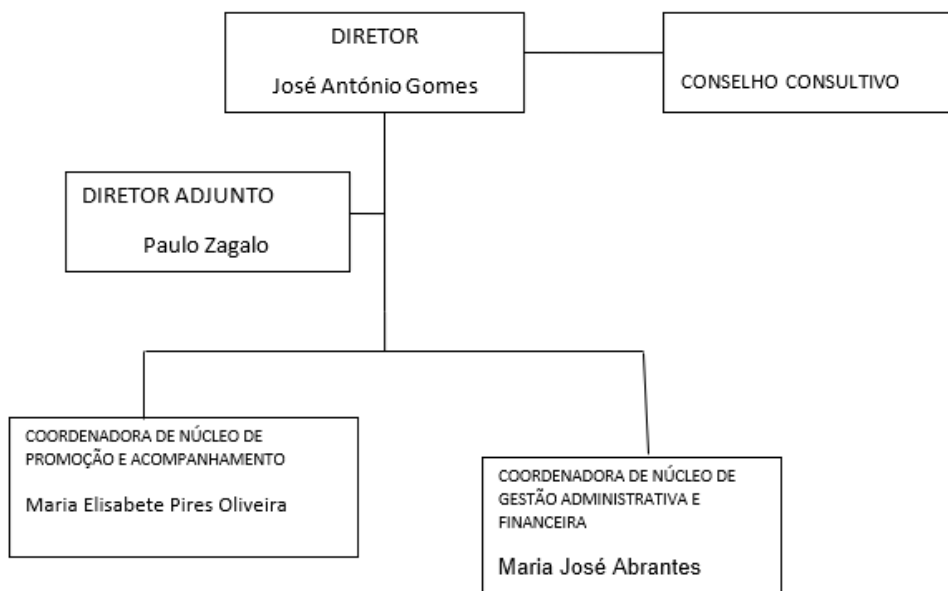 DIRETOR
José António Gomes
CONSELHO CONSULTIVO
DIRETOR ADJUNTO
Paulo Zagalo
COORDENADORA DE NÚCLEO DE
PROMOÇÃO E ACOMPANHAMENTO
Maria Elisabete Pires Oliveira
COORDENADORA DE NÚCLEO DE
GESTÃO ADMINISTRATIVA E
FINANCEIRA
Maria José Abrantes